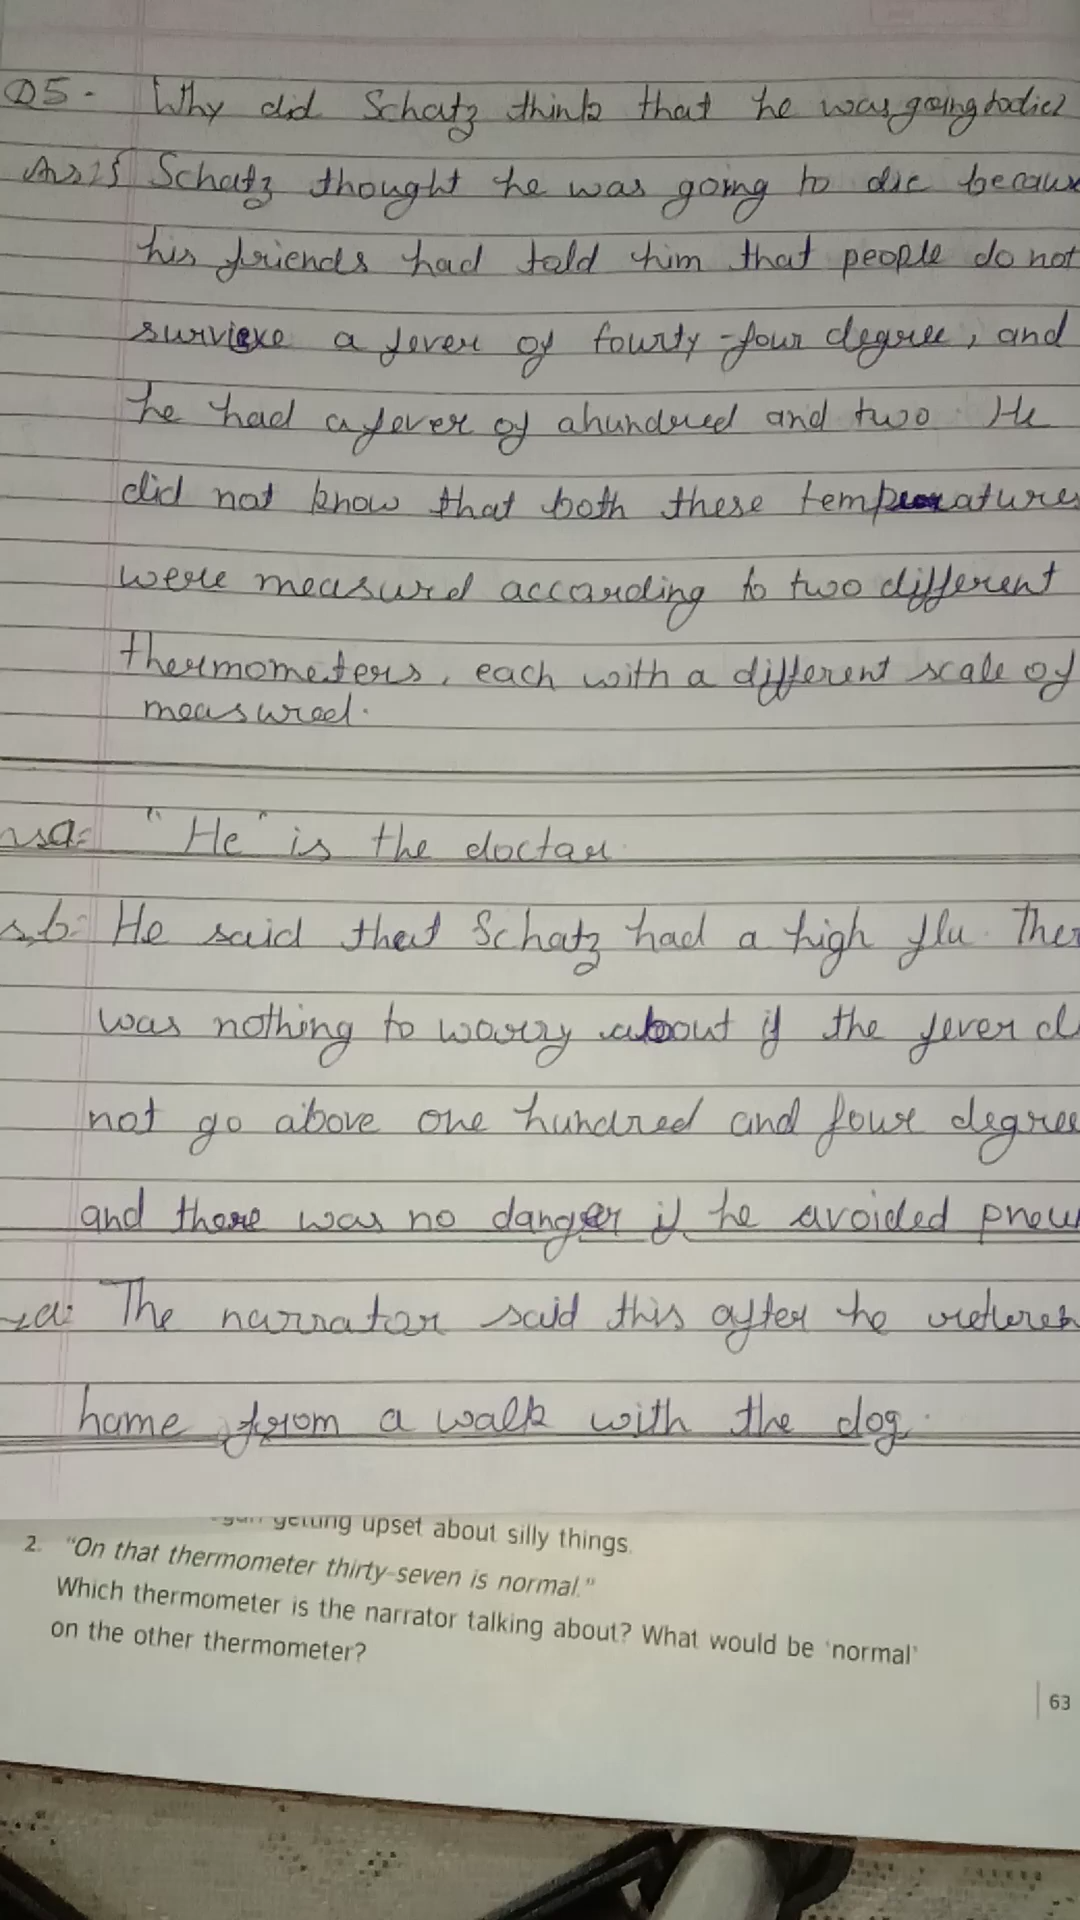 Q5- Why did Schatz think that he was going to die?
Ans:5 Schatz thought he was going to die because
his friends had told him that people do not
survive a fever of fourty-four degree, and
he had a fever of a hundred and two. He
did not know that both these temperatures
were measurd according to two different
thermometers, each with a different scale of
measured.
"He" is the doctor
He said that Schatz had a high flu. Ther
was nothing to worry about if the fever d
not go above one hundred and four degree
and there was no danger if he avoided pneu
The narrator said this after he
home from a walk with the dog.
getting upset about silly things.
2. "On that thermometer thirty-seven is normal."
Which thermometer is the narrator talking about? What would be 'normal'
on the other thermometer?
63